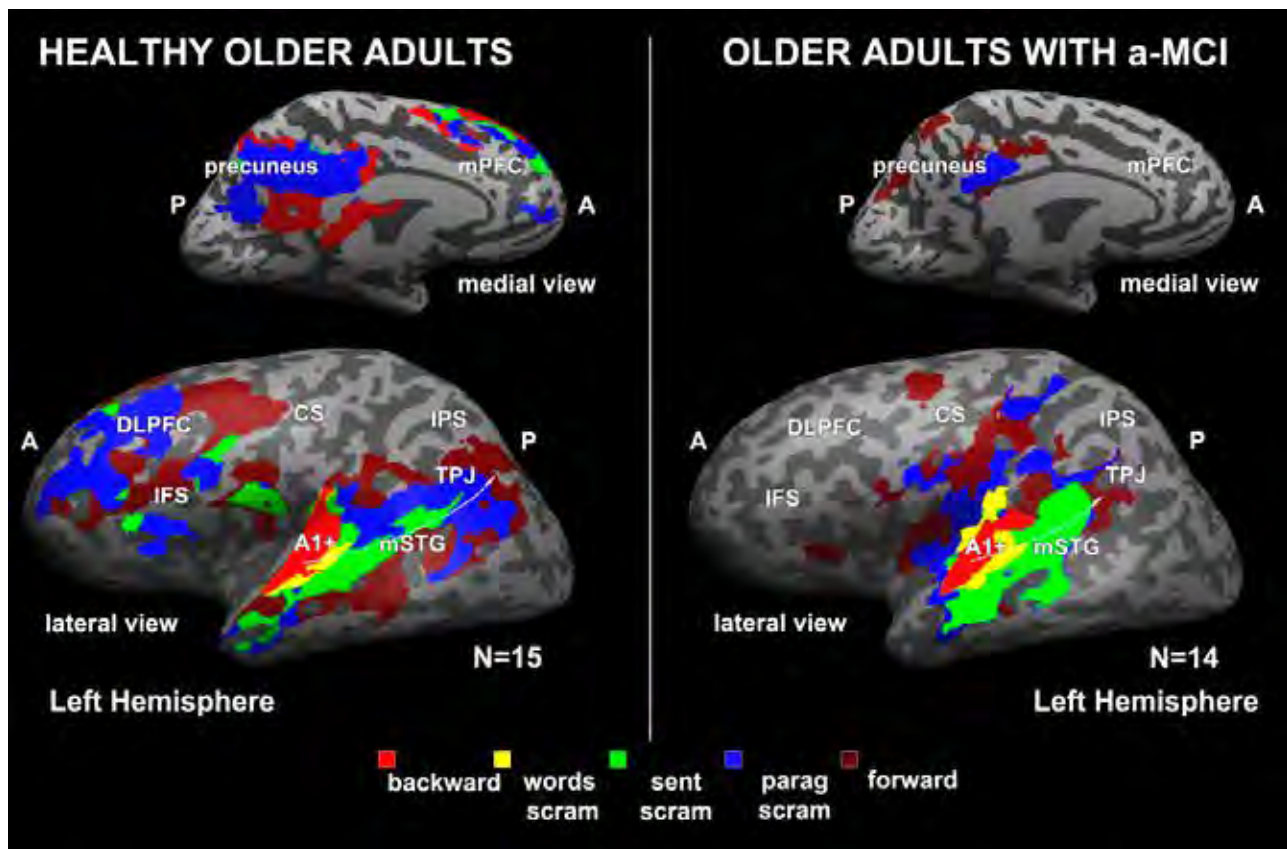 HEALTHY OLDER ADULTS
precuneus
mPFC
P
A
medial view
DLPFC
CS
IPS
A
P
TPJ
IFS
A1+
mSTG
lateral view
N=15
Left Hemisphere
OLDER ADULTS WITH a-MCI
precuneus
mPFC
P
A
medial view
DLPFC
CS
IPS
A
P
TPJ
IFS
A1+
mSTG
lateral view
N=14
Left Hemisphere
backward
words
scram
sent
scram
parag
scram
forward